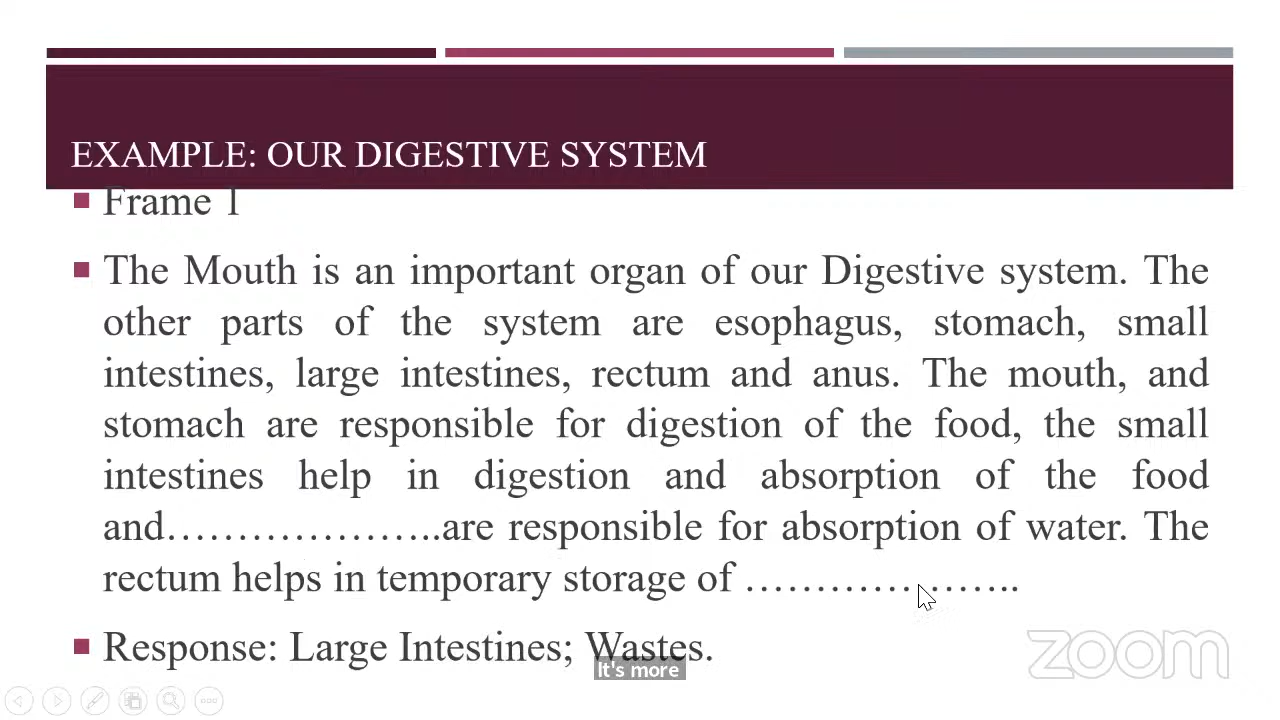 EXAMPLE: OUR DIGESTIVE SYSTEM
Frame 1
The Mouth is an important organ of our Digestive system. The
other parts of the system are esophagus, stomach, small
intestines, large intestines, rectum and anus. The mouth, and
stomach are responsible for digestion of the food, the small
intestines help in digestion and absorption of the food
and………………..are responsible for absorption of water. The
rectum helps in temporary storage of ………………..
Response: Large Intestines; Wastes.
It's more
zoom